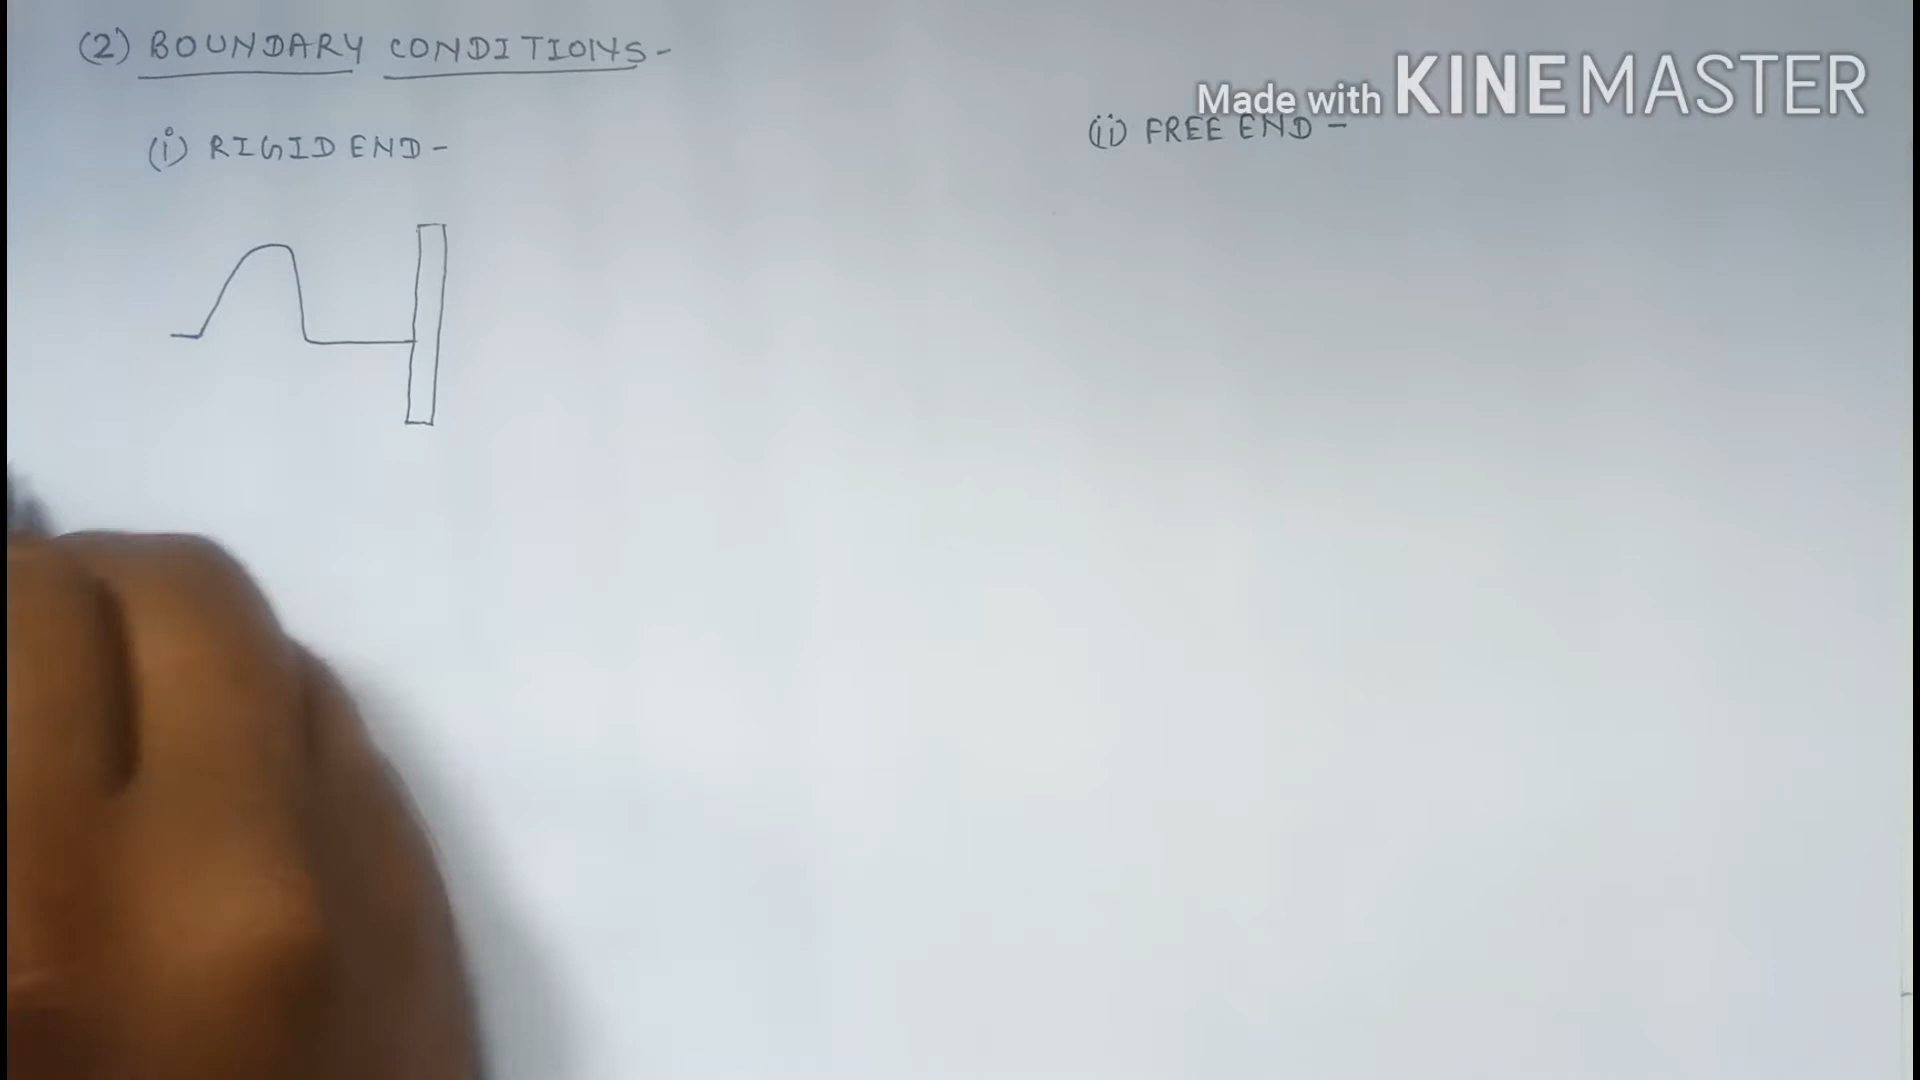 (2) BOUNDARY CONDITIONS-
Made with KINEMASTER
(i) RIGID END-
(ii) FREE END-